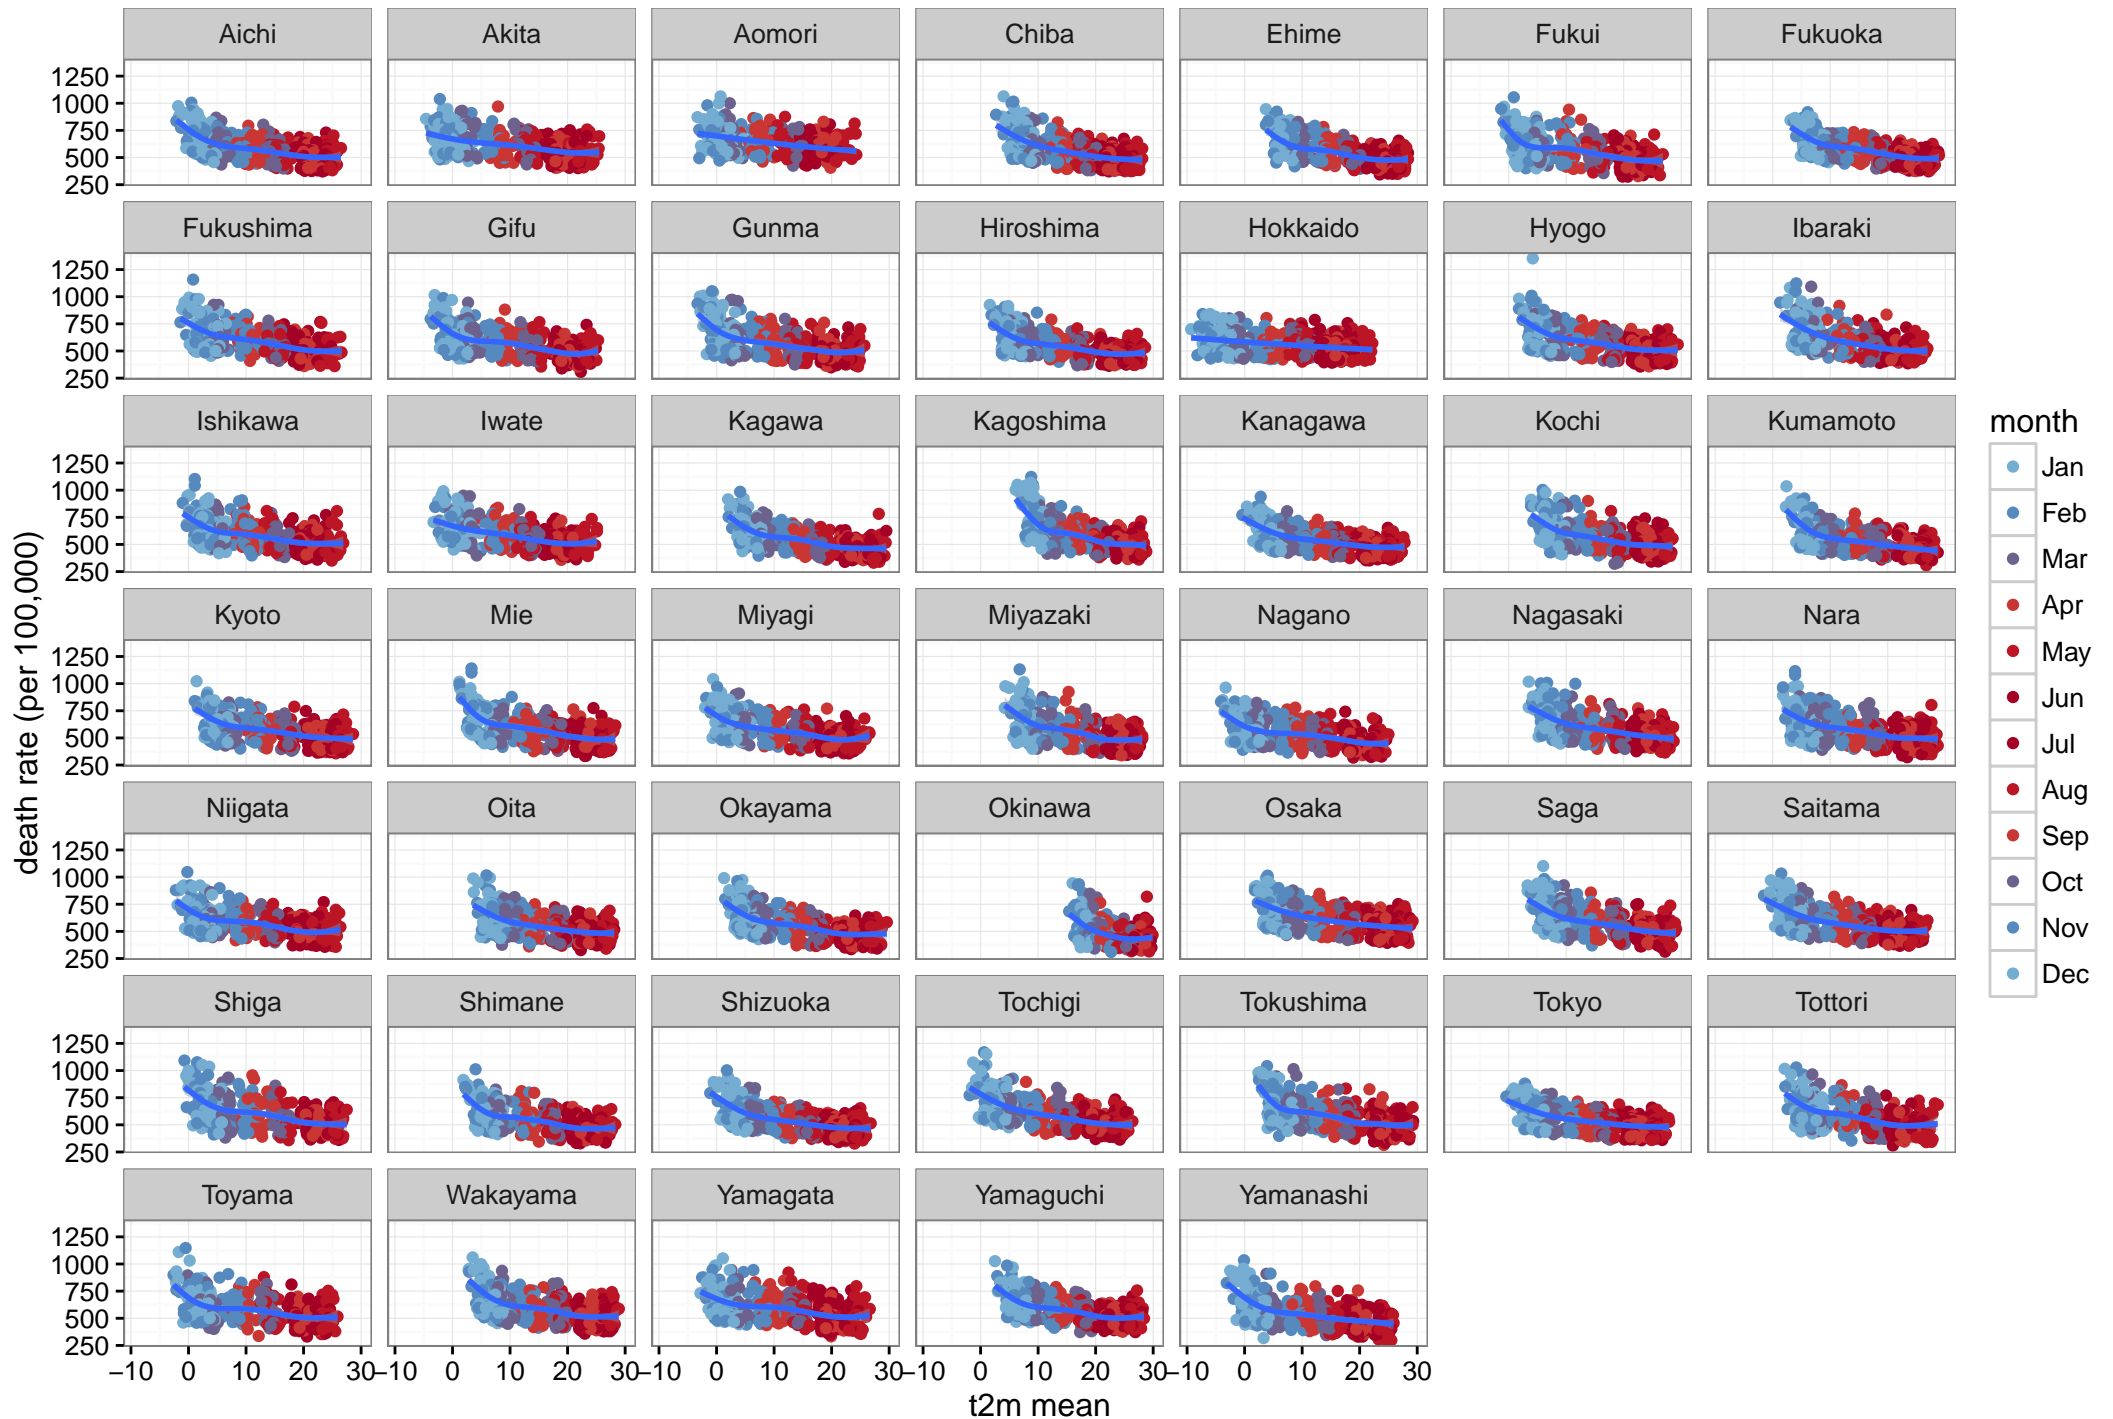 Aichi Akita Aomori Chiba Ehime Fukui Fukuoka
1250
1000
750
500
250
Fukushima Gifu Gunma Hiroshima Hokkaido Hyogo Ibaraki
1250
1000
750
500
250
Ishikawa Iwate Kagawa Kagoshima Kanagawa Kochi Kumamoto
1250
1000
750
500
250
Kyoto Mie Miyagi Miyazaki Nagano Nagasaki Nara
1250
1000
750
500
250
Niigata Oita Okayama Okinawa Osaka Saga Saitama
1250
1000
750
500
250
Shiga Shimane Shizuoka Tochigi Tokushima Tokyo Tottori
1250
1000
750
500
250
Toyama Wakayama Yamagata Yamaguchi Yamanashi
1250
1000
750
500
250
−10 0 10 20 30 −10 0 10 20 30 −10 0 10 20 30 −10 0 10 20 30 −10 0 10 20 30
t2m mean
death rate (per 100,000)
month
Jan
Feb
Mar
Apr
May
Jun
Jul
Aug
Sep
Oct
Nov
Dec